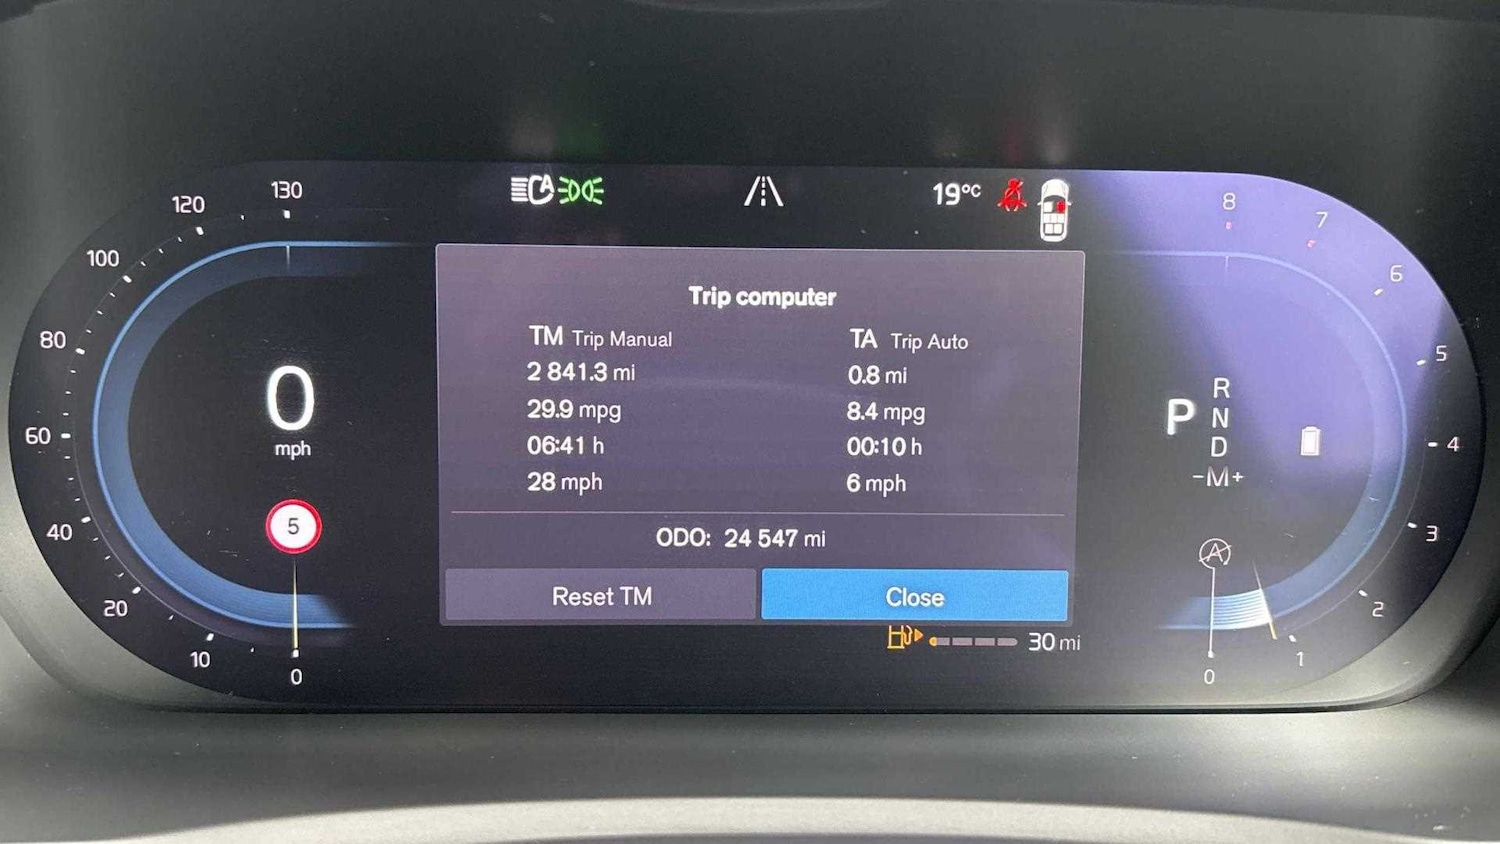 130
120
100
80
60
40
20
10
0
0
mph
5
A
19°C
Trip computer
TM Trip Manual
2 841.3 mi
29.9 mpg
06:41 h
28 mph
TA Trip Auto
0.8 mi
8.4 mpg
00:10 h
6 mph
ODO: 24 547 mi
Reset TM
Close
30 mi
P
R
N
D
-M+
A
8
7
6
5
4
3
2
1
0